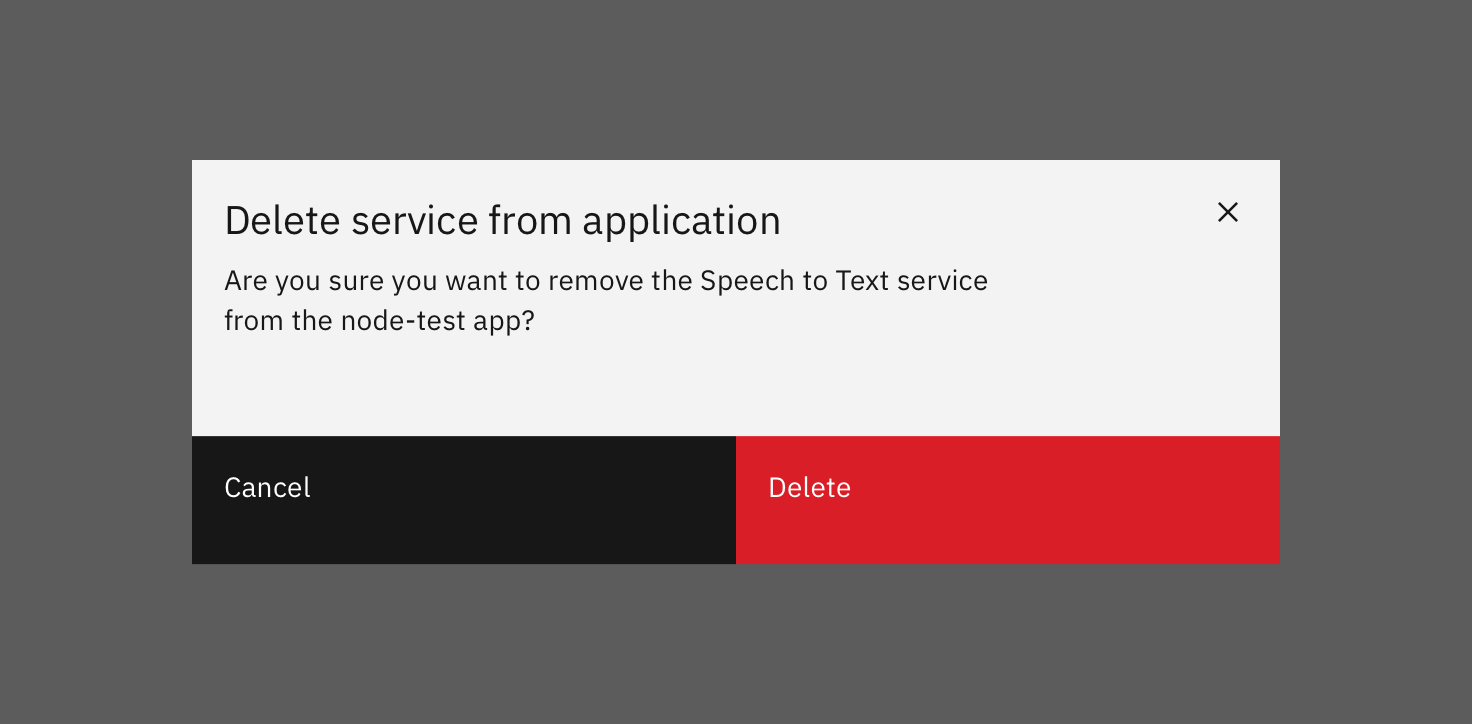 Delete service from application
Are you sure you want to remove the Speech to Text service
from the node-test app?
Cancel
Delete